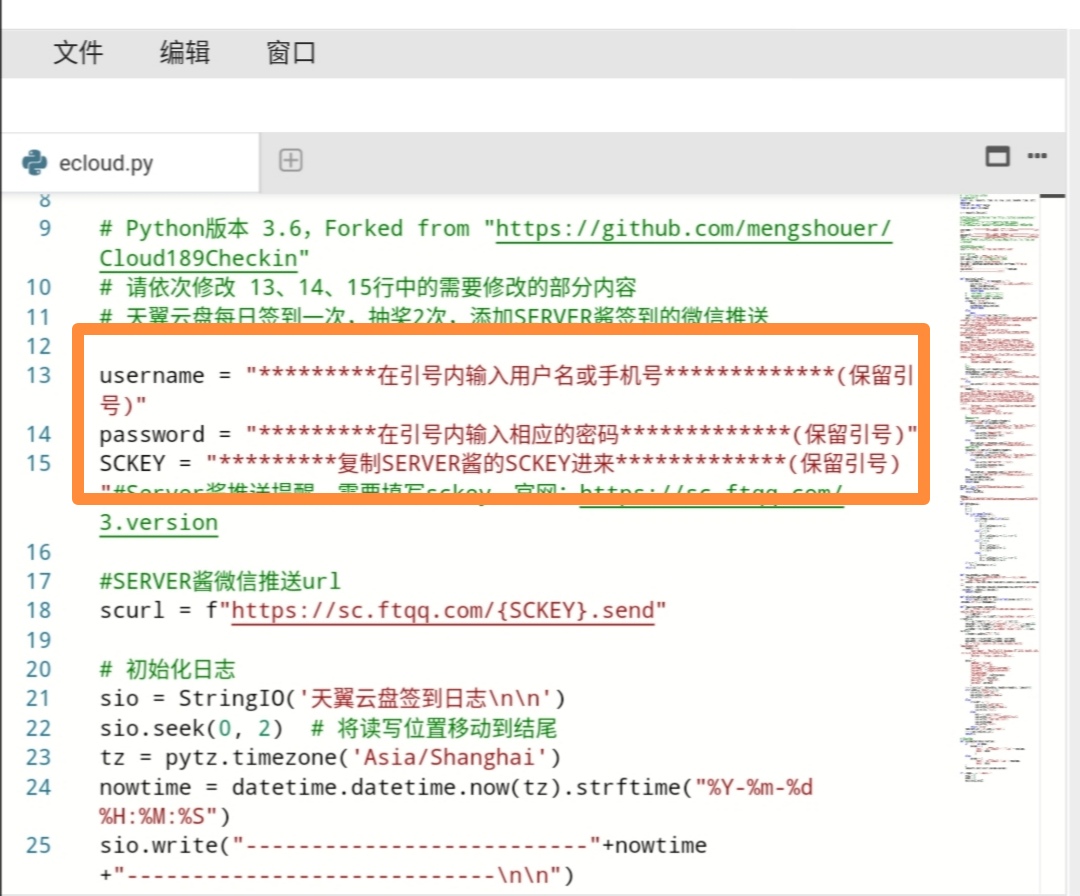 文件 编辑 窗口
ecloud.py
8
9 # Python版本 3.6，Forked from "https://github.com/mengshouer/
Cloud189Checkin"
10 # 请依次修改 13、14、15行中的需要修改的部分内容
11 # 天翼云盘每日签到一次，抽奖2次，添加SERVER酱签到的微信推送
12
13 username = "*********在引号内输入用户名或手机号*************(保留引
号)"
14 password = "*********在引号内输入相应的密码*************(保留引号)"
15 SCKEY = "*********复制SERVER酱的SCKEY进来*************(保留引号)
"#Server酱推送提醒，需要填写sckey，官网：https://sc.ftqq.com/
3.version
16
17 #SERVER酱微信推送url
18 scurl = f"https://sc.ftqq.com/{SCKEY}.send"
19
20 # 初始化日志
21 sio = StringIO('天翼云盘签到日志\n\n')
22 sio.seek(0, 2)  # 将读写位置移动到结尾
23 tz = pytz.timezone('Asia/Shanghai')
24 nowtime = datetime.datetime.now(tz).strftime("%Y-%m-%d
%H:%M:%S")
25 sio.write("--------------------------"+nowtime
+"----------------------------\n\n")